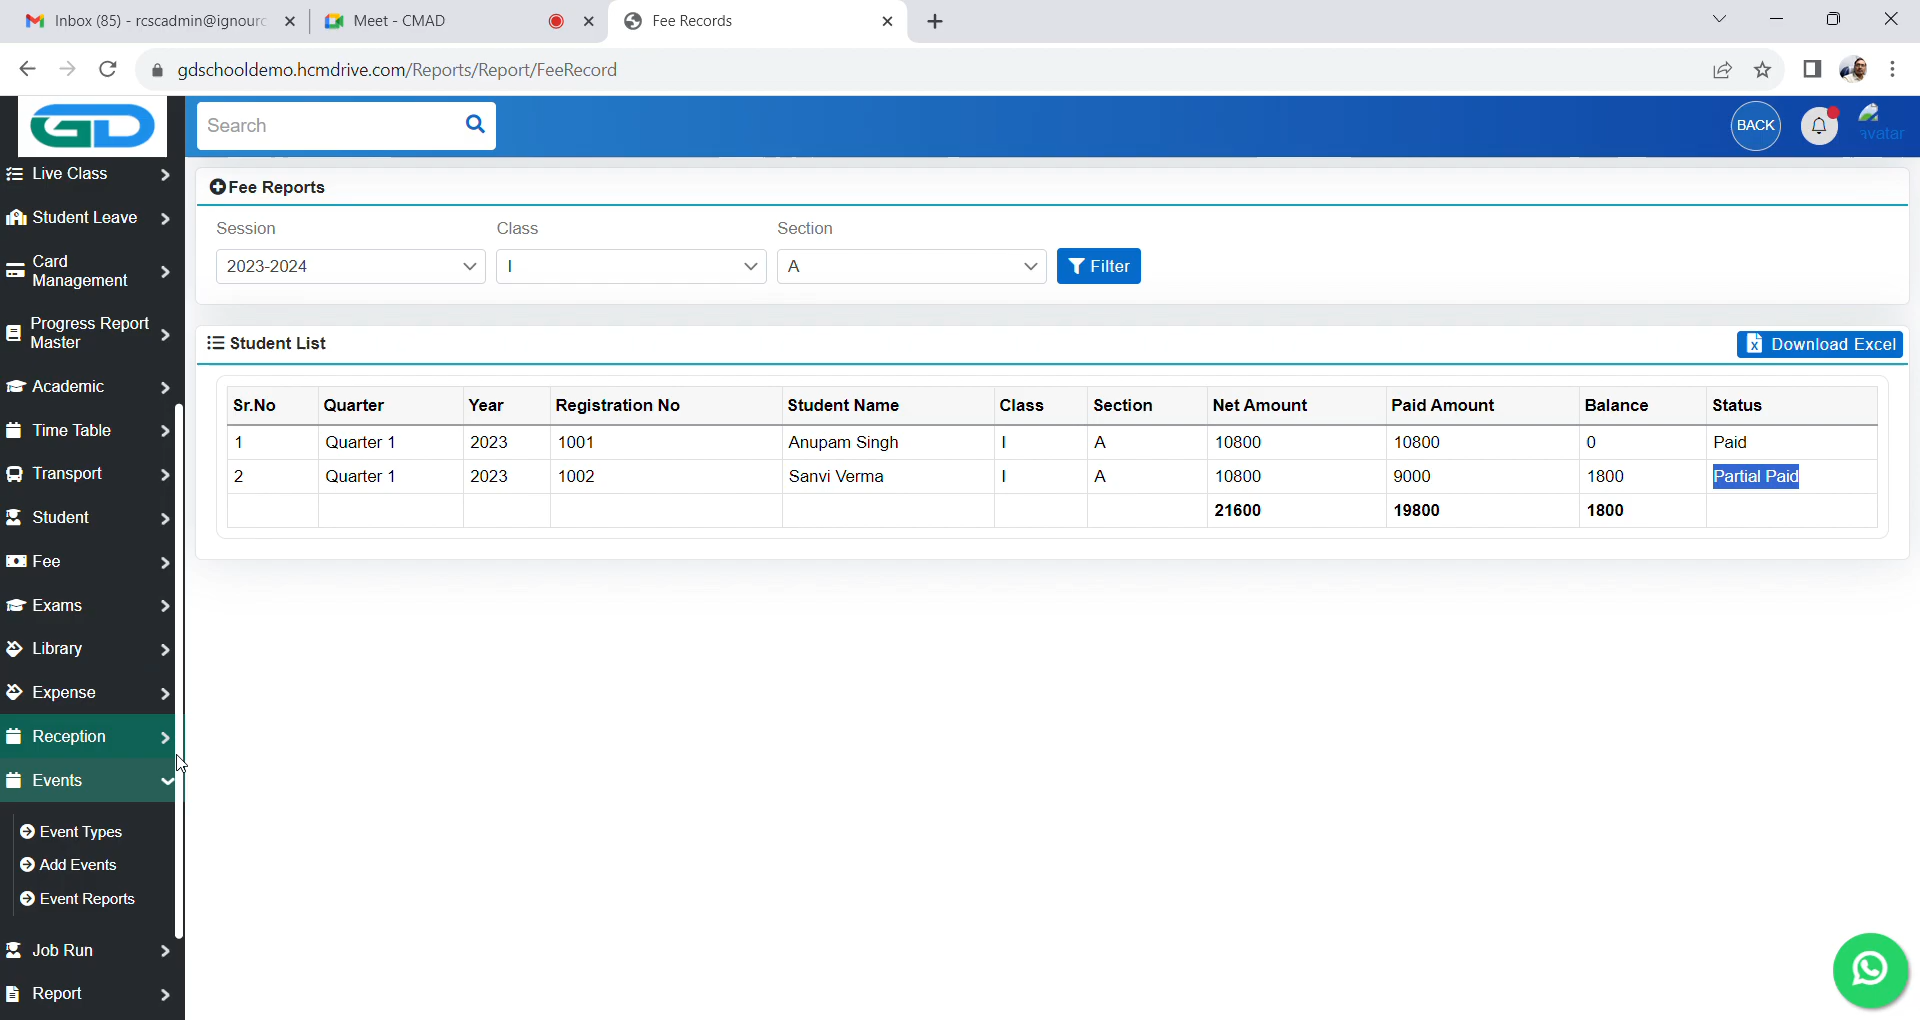 Inbox (85) - rcscadmin@ignourc
Meet - CMAD
Fee Records
gdschooldemo.hcmdrive.com/Reports/Report/FeeRecord
GD
Search
BACK
avatar
Live Class
Student Leave
Card
Management
Progress Report
Master
Academic
Time Table
Transport
Student
Fee
Exams
Library
Expense
Reception
Events
Event Types
Add Events
Event Reports
Job Run
Report
Fee Reports
Session Class Section
2023-2024 I A Filter
Student List
Download Excel
Sr.No Quarter Year Registration No Student Name Class Section Net Amount Paid Amount Balance Status
1 Quarter 1 2023 1001 Anupam Singh I A 10800 10800 0 Paid
2 Quarter 1 2023 1002 Sanvi Verma I A 10800 9000 1800 Partial Paid
21600 19800 1800